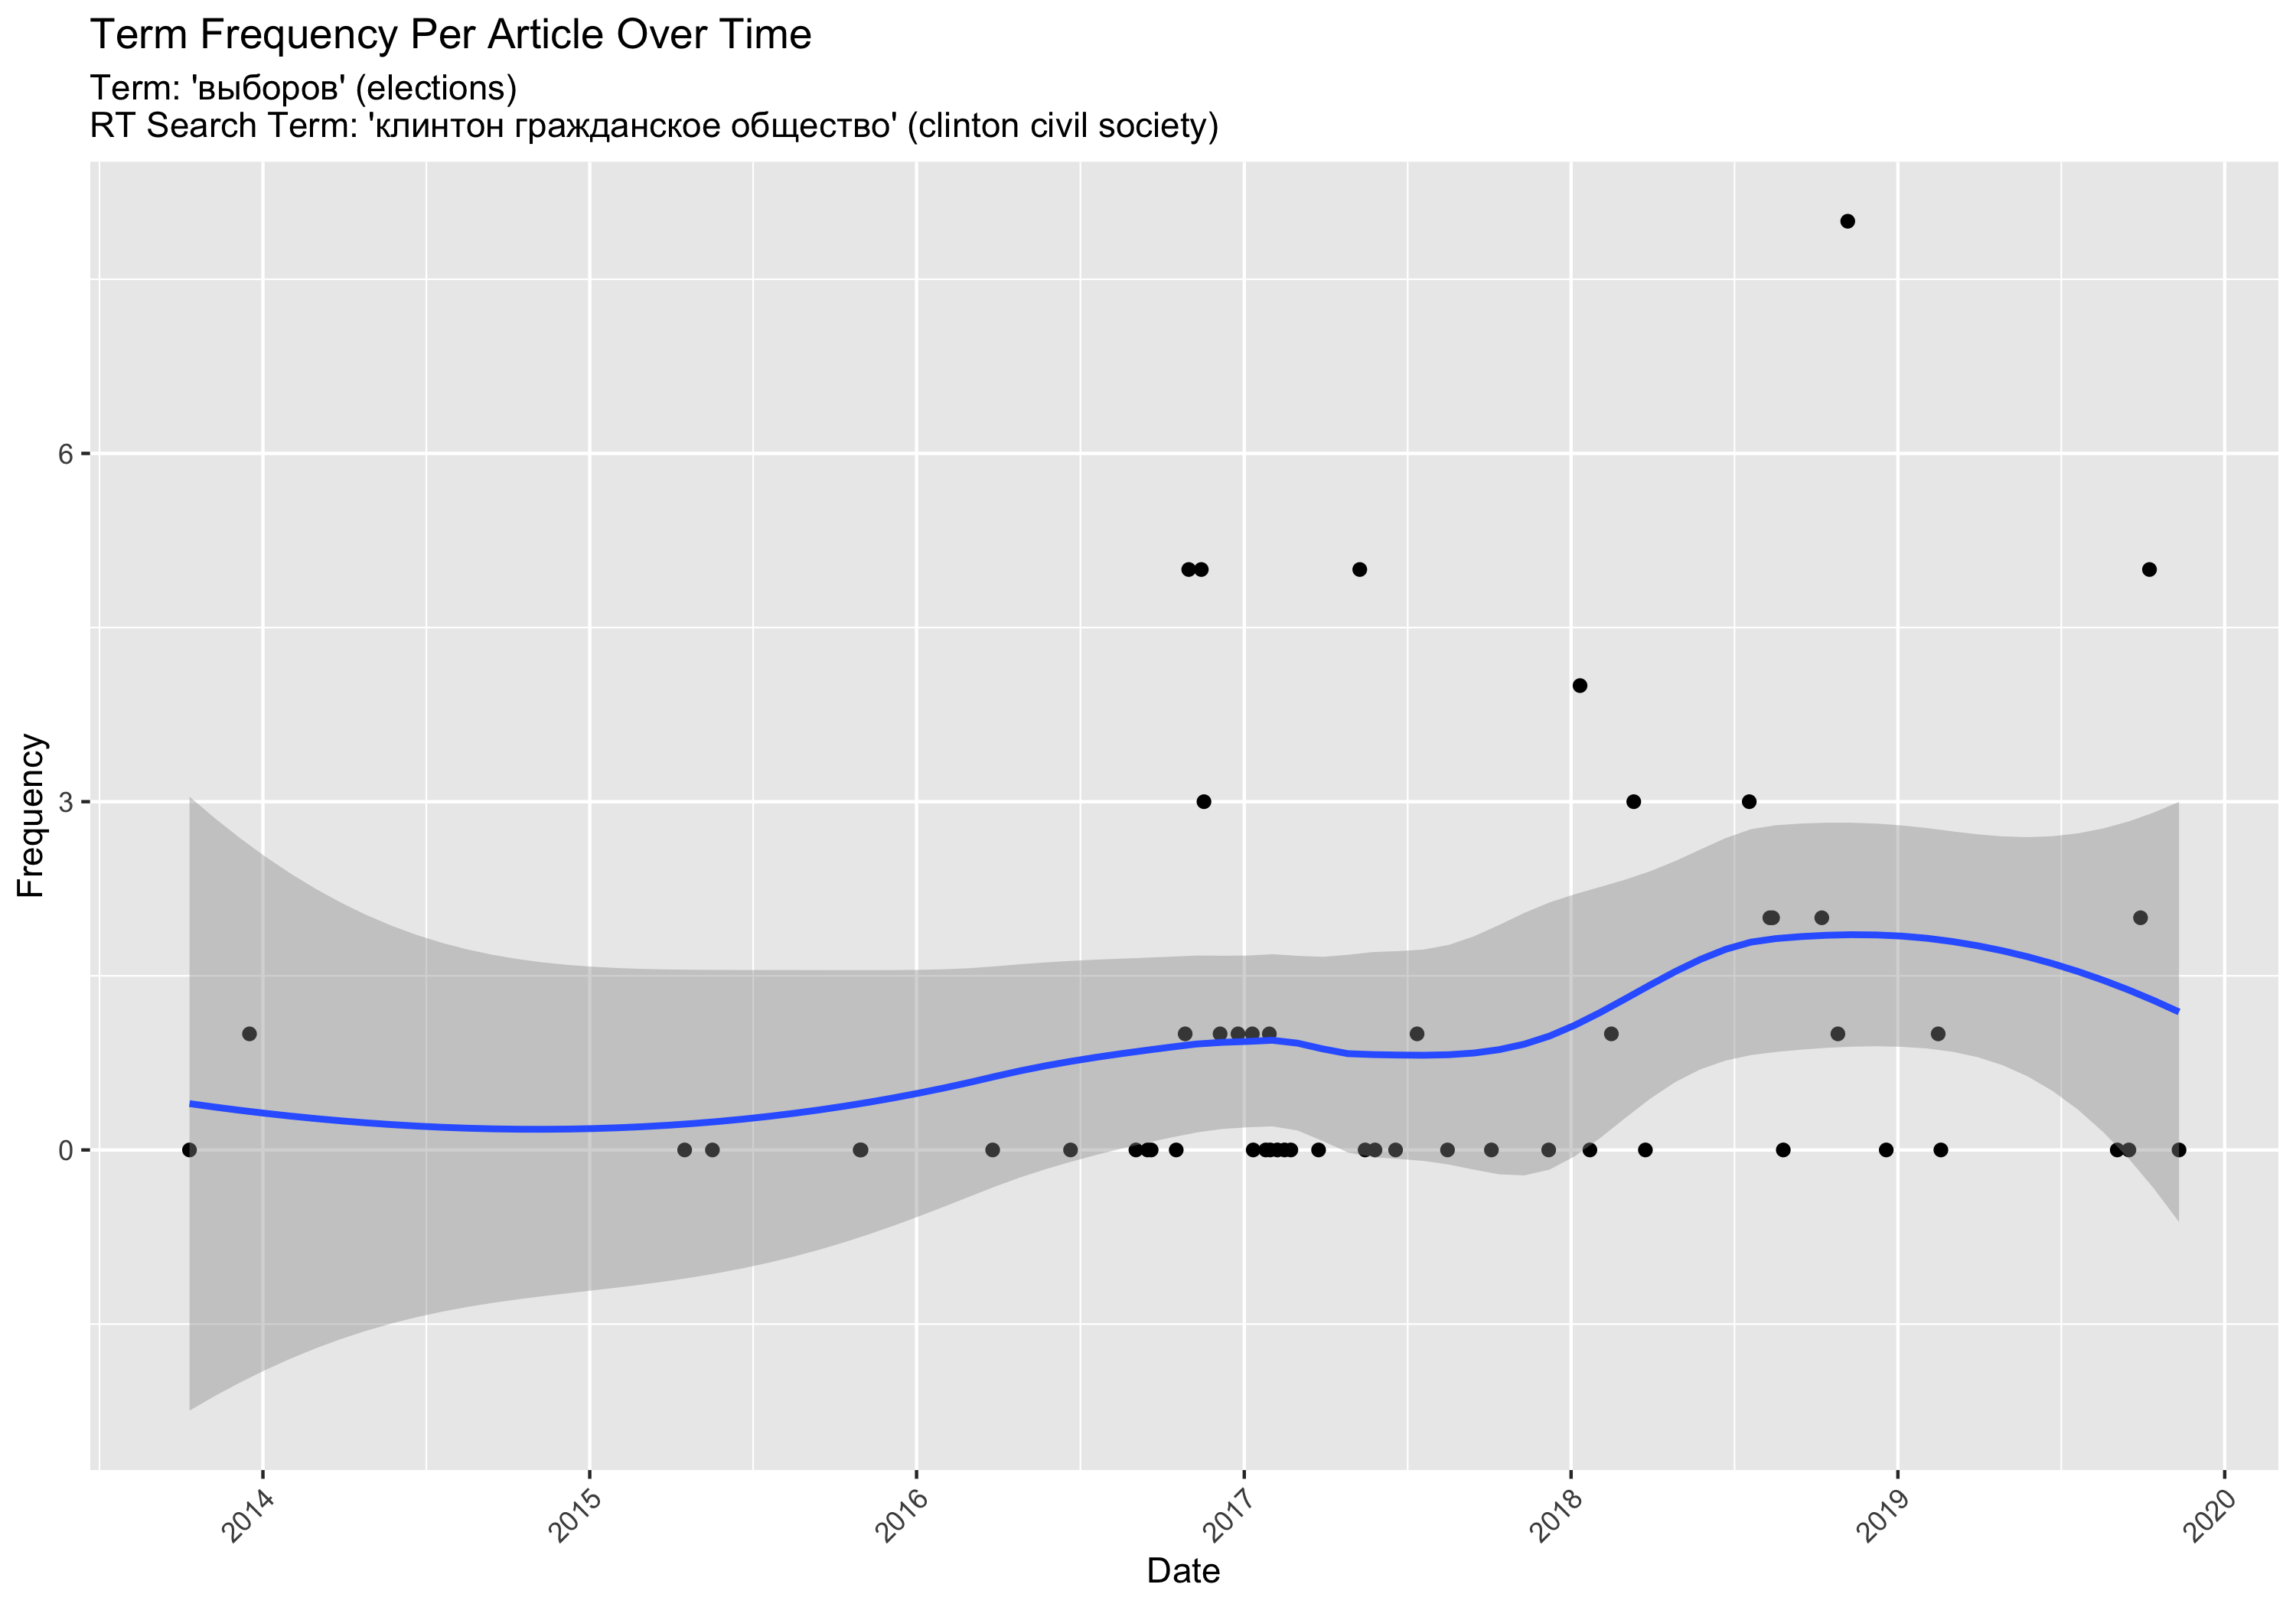 Term Frequency Per Article Over Time
Term: 'выборов' (elections)
RT Search Term: 'клинтон гражданское общество' (clinton civil society)
Frequency
6
3
0
2014
2015
2016
2017
2018
2019
2020
Date